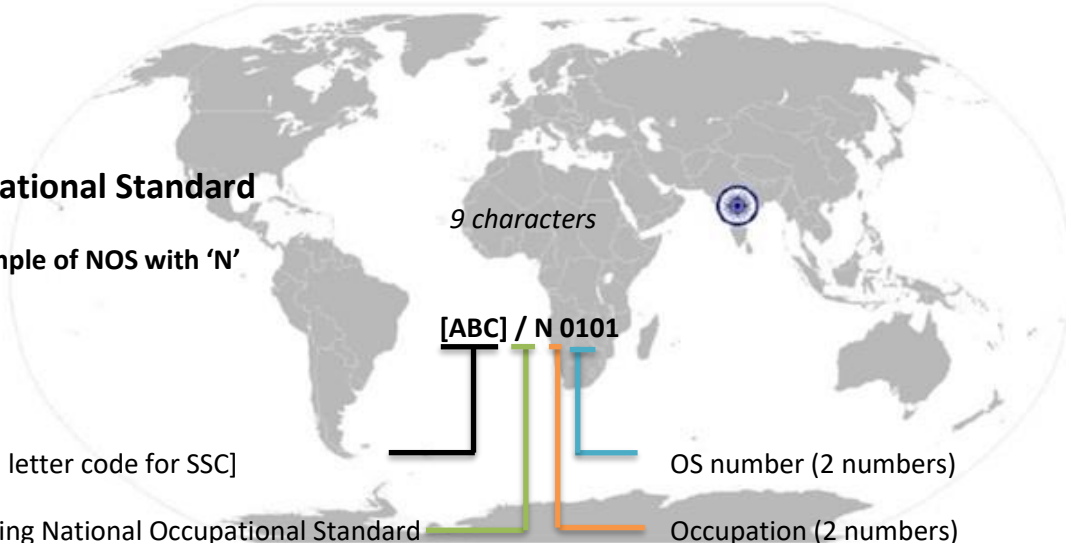 ational Standard
9 characters
mple of NOS with ‘N’
[ABC] / N 0101
letter code for SSC]
OS number (2 numbers)
ing National Occupational Standard
Occupation (2 numbers)